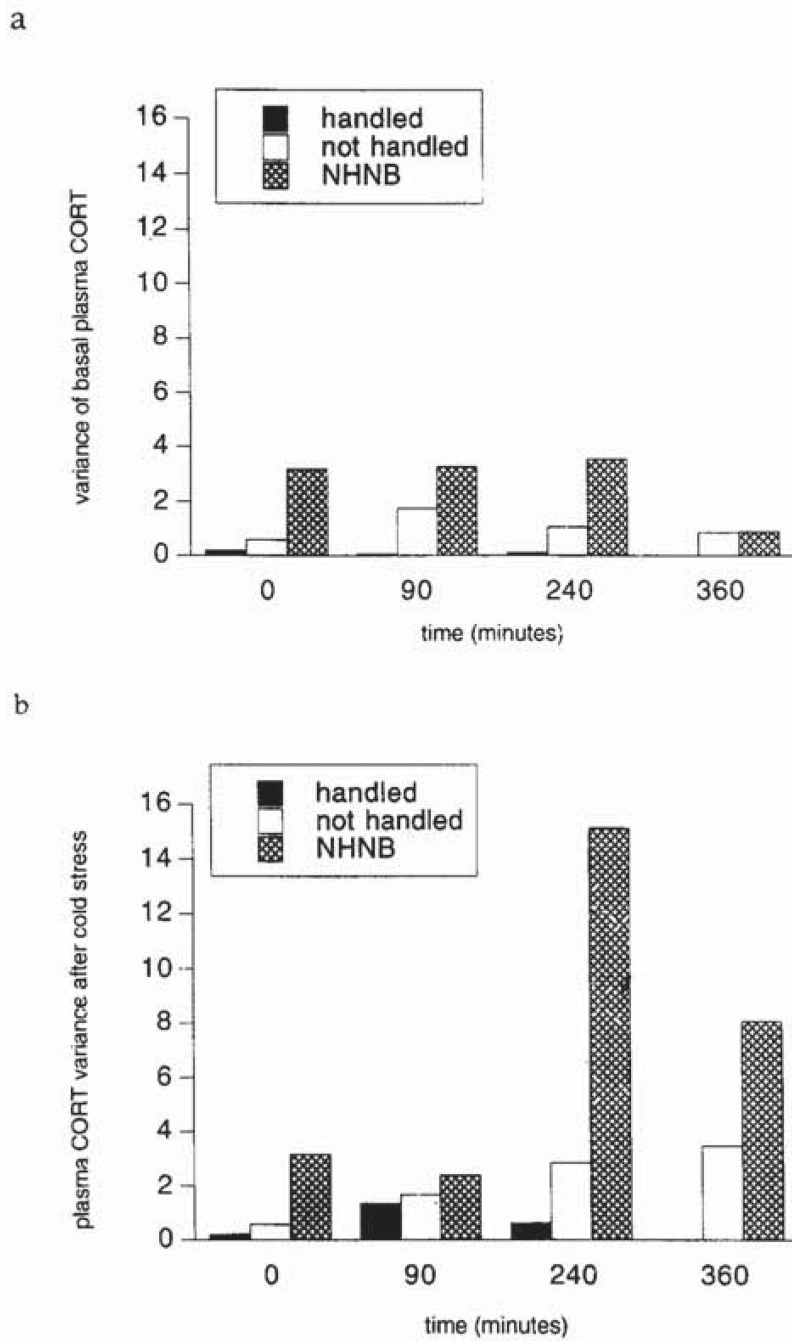 a
handled
not handled
NHNB
variance of basal plasma CORT
16
14
12
10
8
6
4
2
0
0 90 240 360
time (minutes)
b
handled
not handled
NHNB
plasma CORT variance after cold stress
16
14
12
10
8
6
4
2
0
0 90 240 360
time (minutes)